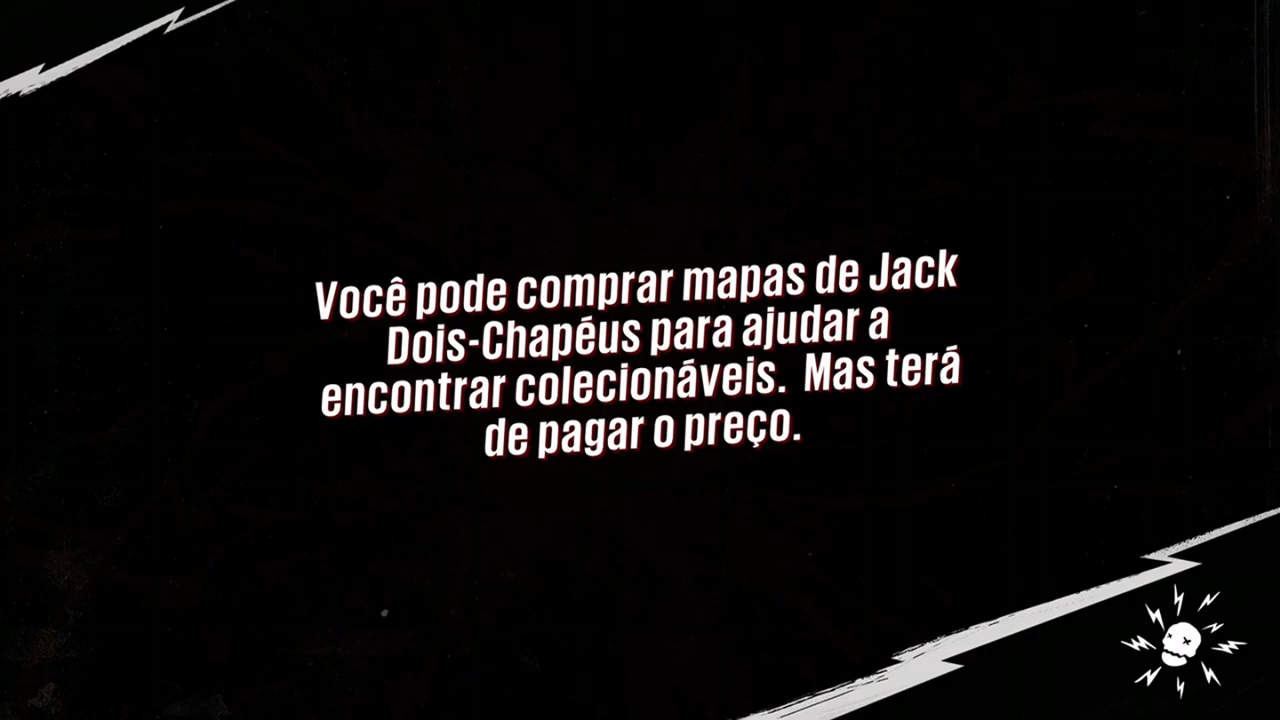 Você pode comprar mapas de Jack
Dois-Chapéus para ajudar a
encontrar colecionáveis.  Mas terá
de pagar o preço.